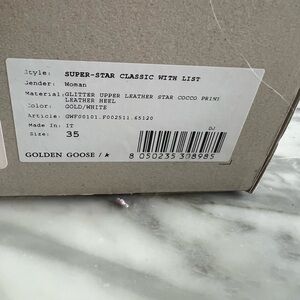 Style: SUPER-STAR CLASSIC WITH LIST
Gender: Woman
Material: GLITTER UPPER LEATHER STAR COCCO PRINT
LEATHER HEEL
Color: GOLD/WHITE
Article: GWF00101.F002511.65120
Made In: IT
Size: 35
DJ
GOLDEN GOOSE / ★
8 050235 308985